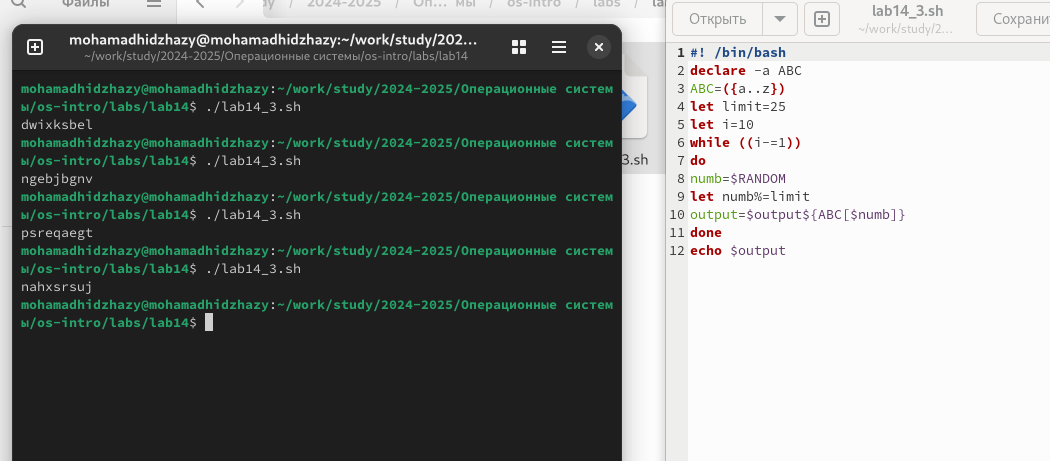 Файлы
2024-2025 / Оп… мы / os-intro / labs /
mohamadhidzhazy@mohamadhidzhazy:~/work/study/202...
~/work/study/2024-2025/Операционные системы/os-intro/labs/lab14
mohamadhidzhazy@mohamadhidzhazy:~/work/study/2024-2025/Операционные систем
ы/os-intro/labs/lab14$ ./lab14_3.sh
dwixksbel
mohamadhidzhazy@mohamadhidzhazy:~/work/study/2024-2025/Операционные систем
ы/os-intro/labs/lab14$ ./lab14_3.sh
ngebjbgnv
mohamadhidzhazy@mohamadhidzhazy:~/work/study/2024-2025/Операционные систем
ы/os-intro/labs/lab14$ ./lab14_3.sh
psreqaegt
mohamadhidzhazy@mohamadhidzhazy:~/work/study/2024-2025/Операционные систем
ы/os-intro/labs/lab14$ ./lab14_3.sh
nahxsrsuj
mohamadhidzhazy@mohamadhidzhazy:~/work/study/2024-2025/Операционные систем
ы/os-intro/labs/lab14$
3.sh
Открыть
lab14_3.sh
~/work/study/2…
Сохрани
1 #! /bin/bash
2 declare -a ABC
3 ABC=({a..z})
4 let limit=25
5 let i=10
6 while ((i-=1))
7 do
8 numb=$RANDOM
9 let numb%=limit
10 output=$output${ABC[$numb]}
11 done
12 echo $output